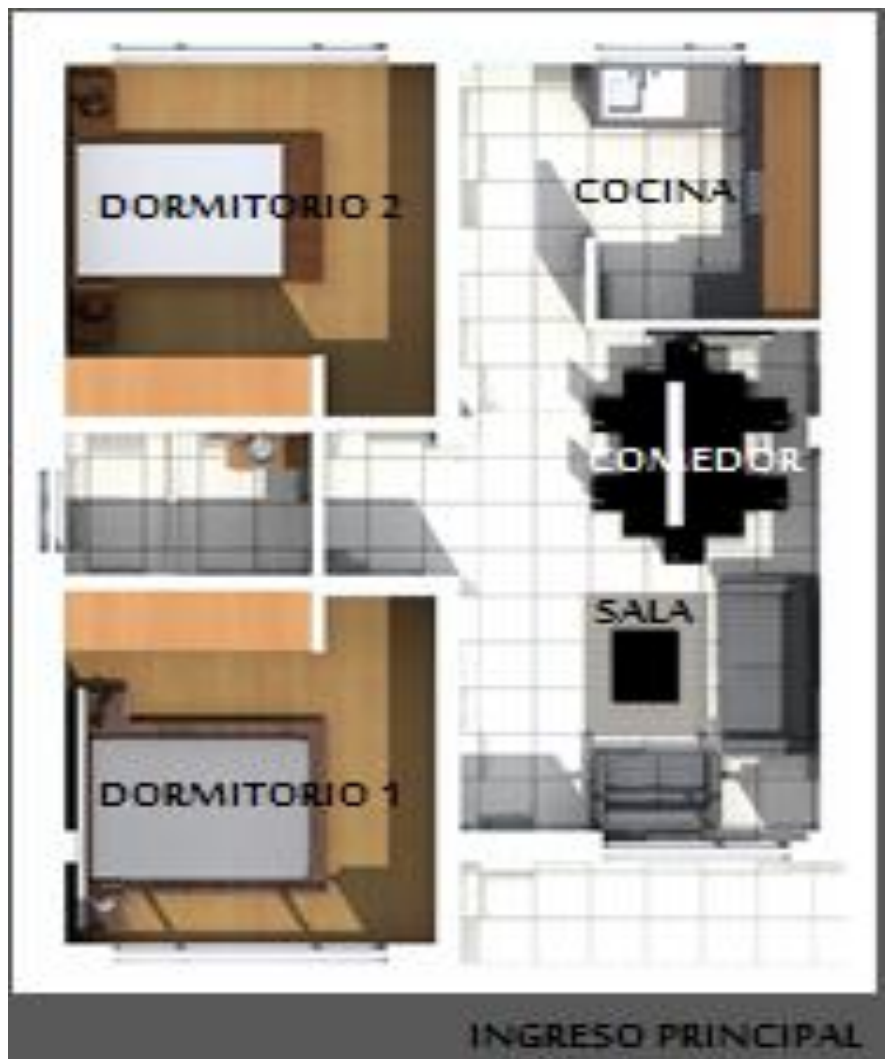 DORMITORIO 2
COCINA
COMEDOR
SALA
DORMITORIO 1
INGRESO PRINCIPAL